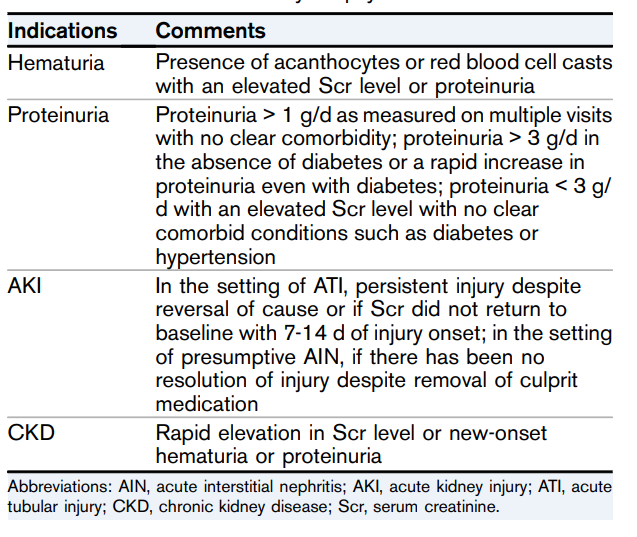 Indications Comments
Hematuria Presence of acanthocytes or red blood cell casts
with an elevated Scr level or proteinuria
Proteinuria Proteinuria > 1 g/d as measured on multiple visits
with no clear comorbidity; proteinuria > 3 g/d in
the absence of diabetes or a rapid increase in
proteinuria even with diabetes; proteinuria < 3 g/
d with an elevated Scr level with no clear
comorbid conditions such as diabetes or
hypertension
AKI In the setting of ATI, persistent injury despite
reversal of cause or if Scr did not return to
baseline with 7-14 d of injury onset; in the setting
of presumptive AIN, if there has been no
resolution of injury despite removal of culprit
medication
CKD Rapid elevation in Scr level or new-onset
hematuria or proteinuria
Abbreviations: AIN, acute interstitial nephritis; AKI, acute kidney injury; ATI, acute
tubular injury; CKD, chronic kidney disease; Scr, serum creatinine.